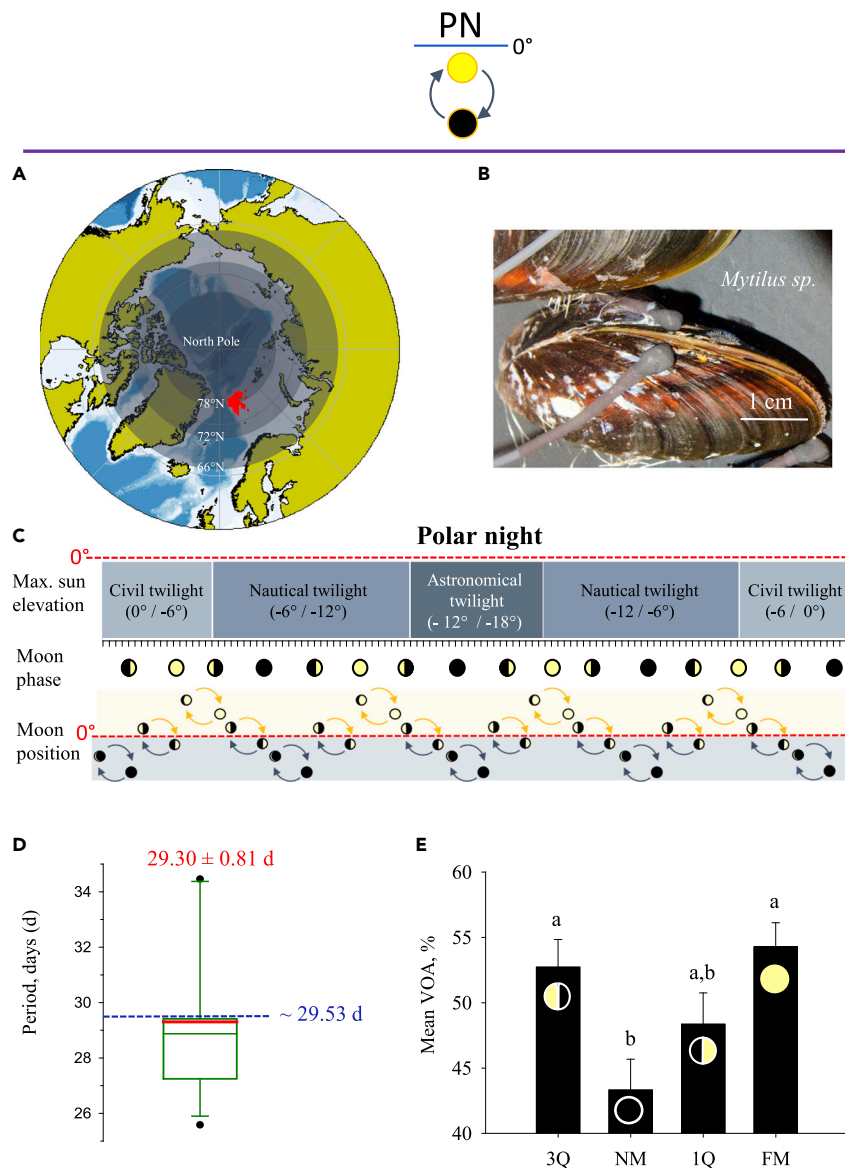 PN
0°
A
B
North Pole
78°N
72°N
66°N
Mytilus sp.
1 cm
C
Polar night
0°
Max. sun elevation
Civil twilight
(0° / -6°)
Nautical twilight
(-6° / -12°)
Astronomical
twilight
(- 12° / -18°)
Nautical twilight
(-12 / -6°)
Civil twilight
(-6 / 0°)
Moon
phase
Moon
position
0°
D
29.30 ± 0.81 d
Period, days (d)
34
32
30
28
26
~ 29.53 d
E
Mean VOA, %
60
55
50
45
40
a
b
a,b
a
3Q
NM
1Q
FM